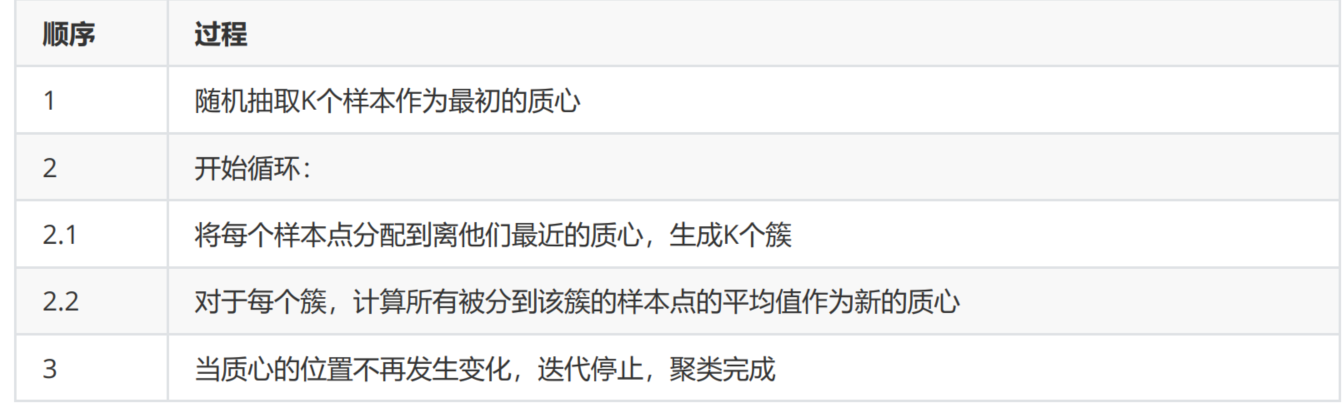 顺序 过程
1 随机抽取K个样本作为最初的质心
2 开始循环：
2.1 将每个样本点分配到离他们最近的质心，生成K个簇
2.2 对于每个簇，计算所有被分到该簇的样本点的平均值作为新的质心
3 当质心的位置不再发生变化，迭代停止，聚类完成